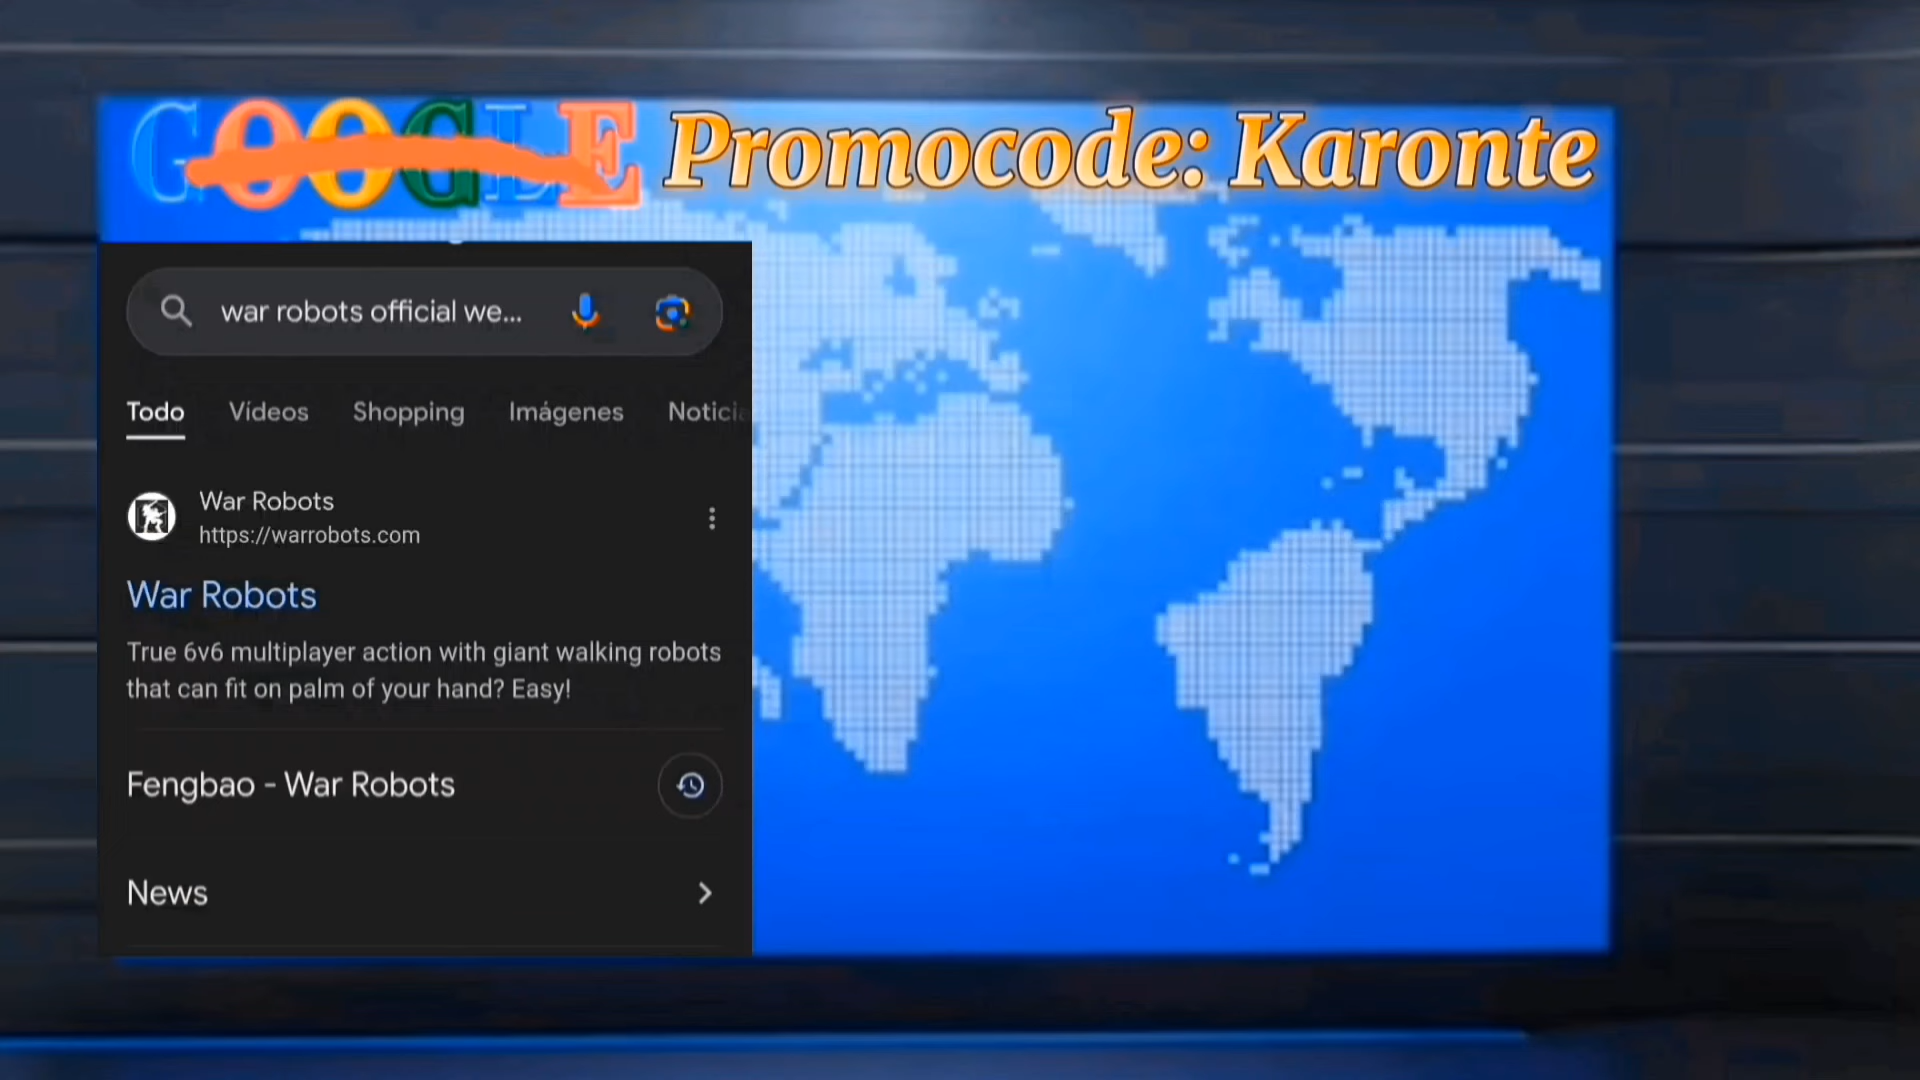 GOOGLE Promocode: Karonte
war robots official we...
Todo Vídeos Shopping Imágenes Notici
War Robots
https://warrobots.com
War Robots
True 6v6 multiplayer action with giant walking robots
that can fit on palm of your hand? Easy!
Fengbao - War Robots
News